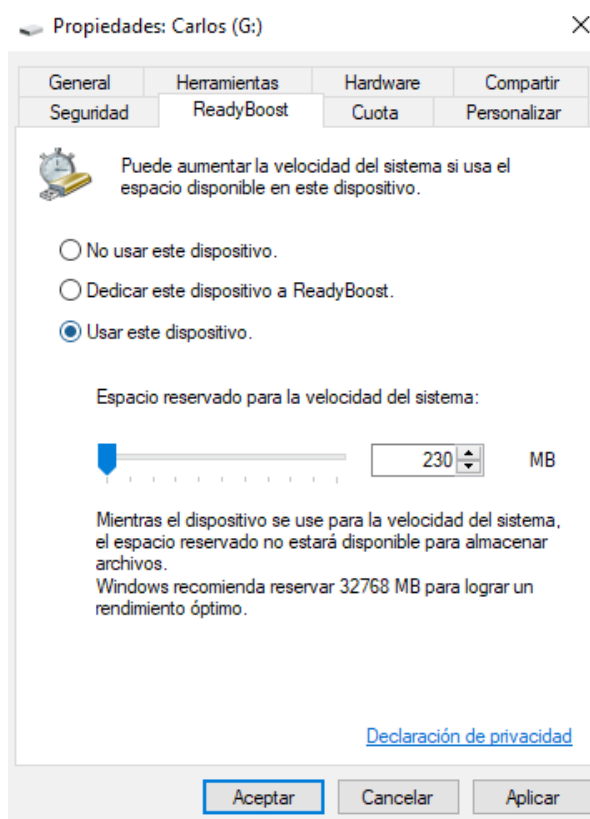 Propiedades: Carlos (G:)
General Herramientas Hardware Compartir
Seguridad ReadyBoost Cuota Personalizar
Puede aumentar la velocidad del sistema si usa el
espacio disponible en este dispositivo.
No usar este dispositivo.
Dedicar este dispositivo a ReadyBoost.
Usar este dispositivo.
Espacio reservado para la velocidad del sistema:
230 MB
Mientras el dispositivo se use para la velocidad del sistema,
el espacio reservado no estará disponible para almacenar
archivos.
Windows recomienda reservar 32768 MB para lograr un
rendimiento óptimo.
Declaración de privacidad
Aceptar Cancelar Aplicar